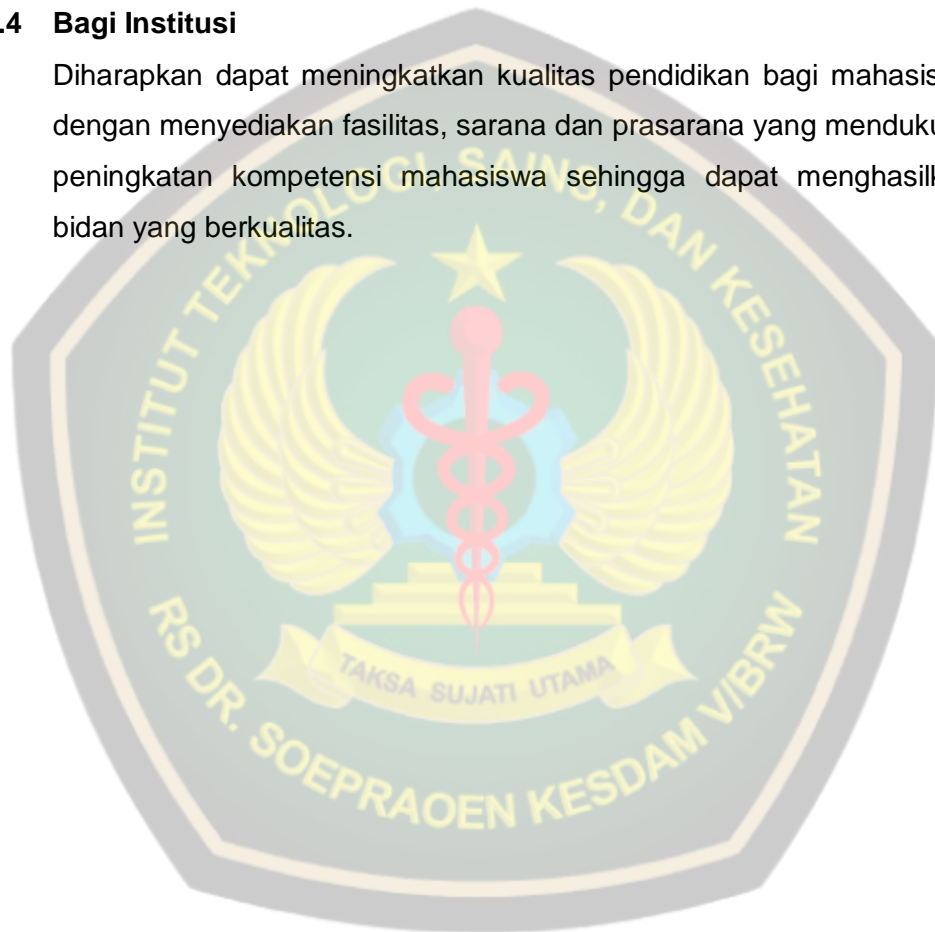 .4 Bagi Institusi
Diharapkan dapat meningkatkan kualitas pendidikan bagi mahasis
dengan menyediakan fasilitas, sarana dan prasarana yang menduku
peningkatan kompetensi mahasiswa sehingga dapat menghasilk
bidan yang berkualitas.
INSTITUT TEKNOLOGI, SAINS, DAN KESEHATAN
TAKSA SUJATI UTAMA
RS DR. SOEPRAOEN KESDAM V/BRW